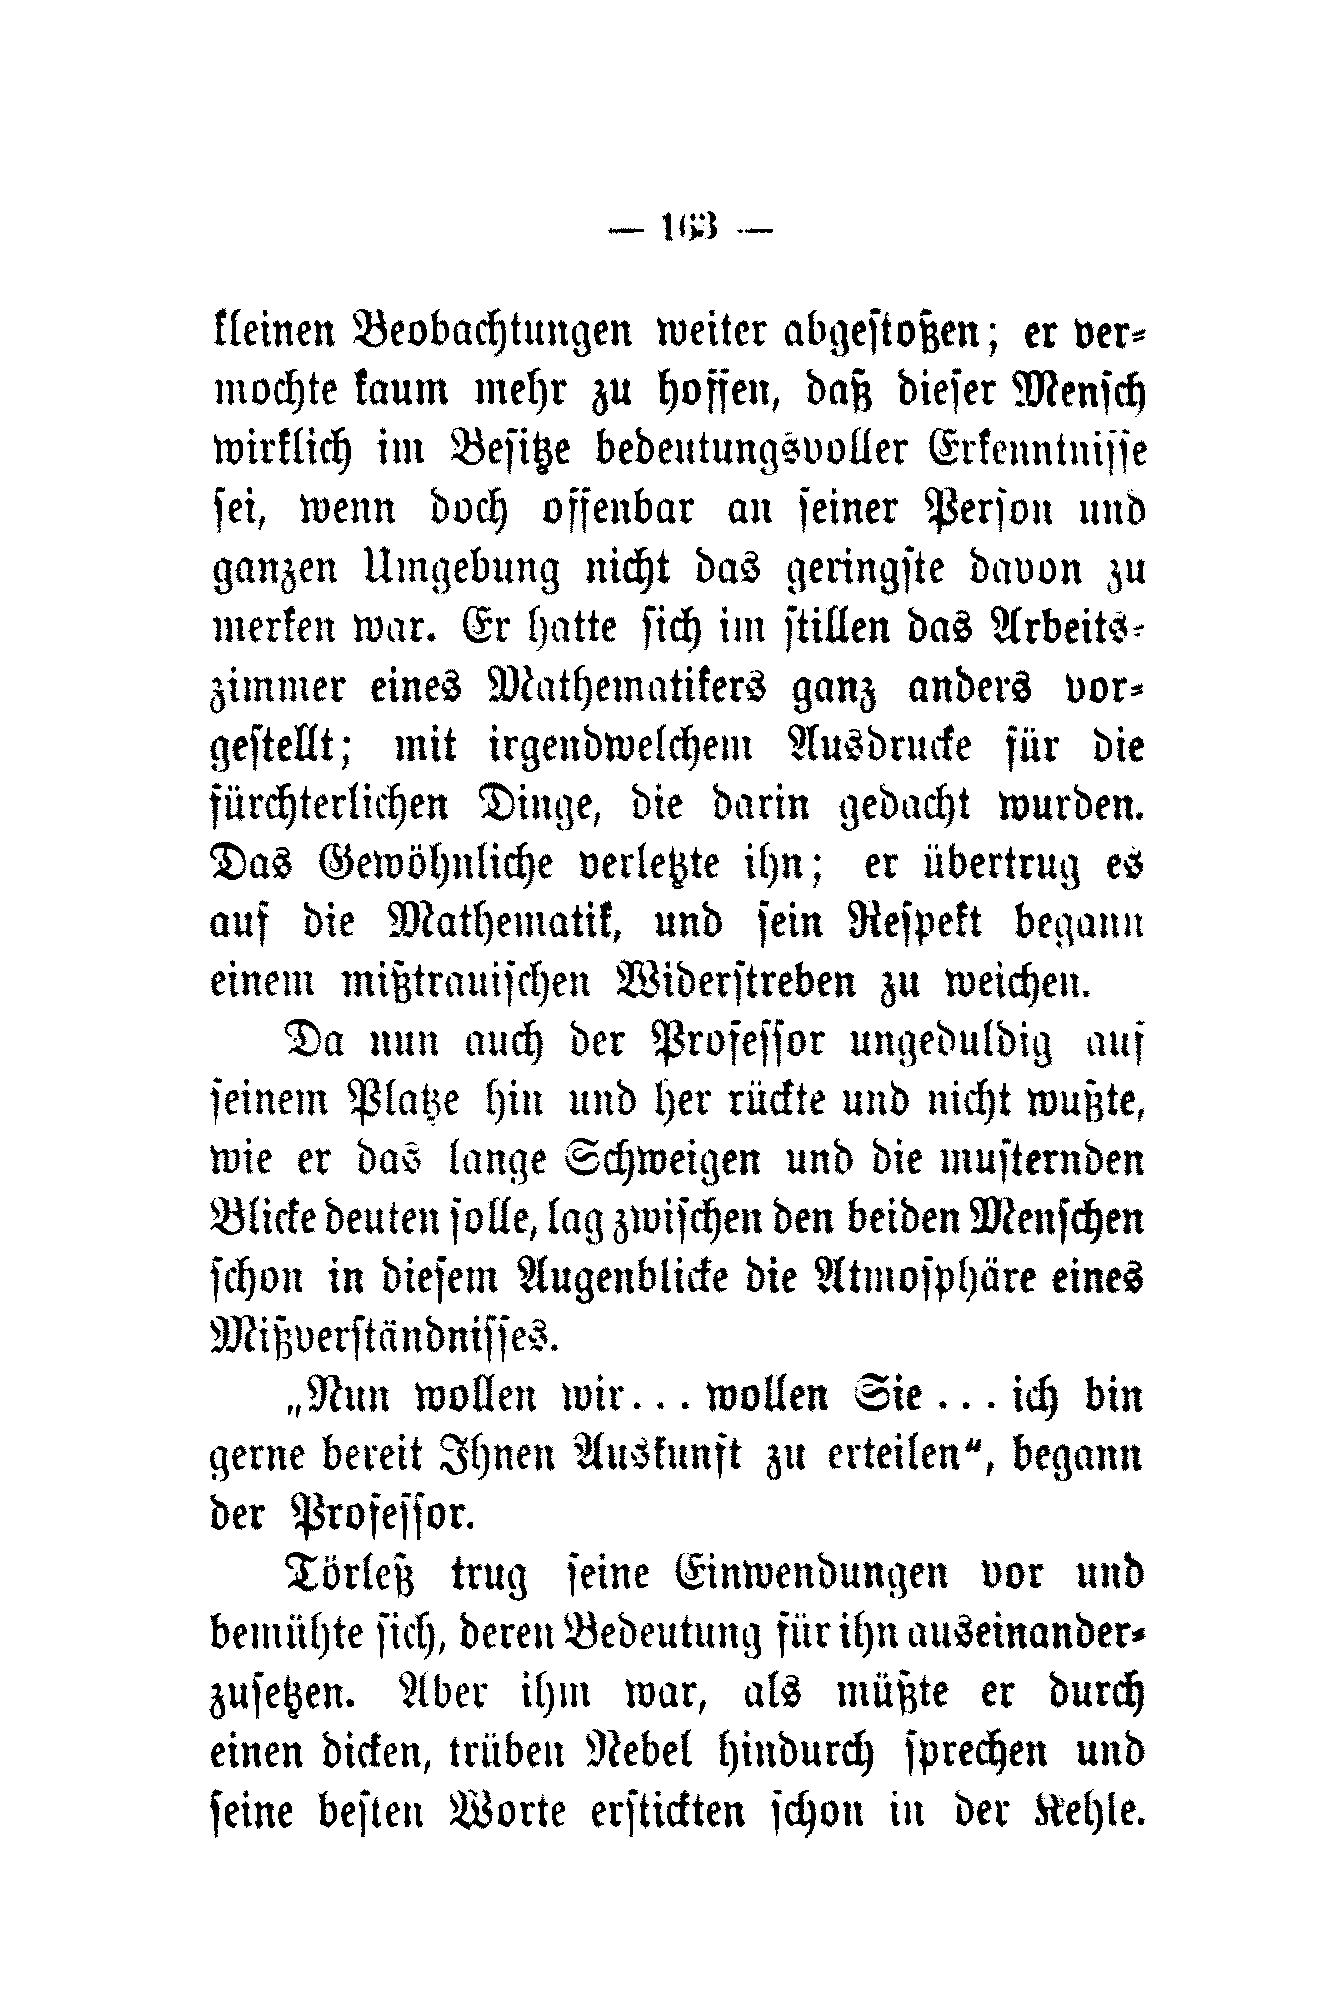 — 163 —
kleinen Beobachtungen weiter abgestoßen; er ver-
mochte kaum mehr zu hoffen, daß dieser Mensch
wirklich im Besitze bedeutungsvoller Erkenntnisse
sei, wenn doch offenbar an seiner Person und
ganzen Umgebung nicht das geringste davon zu
merken war. Er hatte sich im stillen das Arbeits-
zimmer eines Mathematikers ganz anders vor-
gestellt; mit irgendwelchem Ausdrucke für die
fürchterlichen Dinge, die darin gedacht wurden.
Das Gewöhnliche verletzte ihn; er übertrug es
auf die Mathematik, und sein Respekt begann
einem mißtrauischen Widerstreben zu weichen.
Da nun auch der Professor ungeduldig auf
seinem Platze hin und her rückte und nicht wußte,
wie er das lange Schweigen und die musternden
Blicke deuten solle, lag zwischen den beiden Menschen
schon in diesem Augenblicke die Atmosphäre eines
Mißverständnisses.
„Nun wollen wir... wollen Sie... ich bin
gerne bereit Ihnen Auskunft zu erteilen“, begann
der Professor.
Törleß trug seine Einwendungen vor und
bemühte sich, deren Bedeutung für ihn auseinander-
zusetzen. Aber ihm war, als müßte er durch
einen dicken, trüben Nebel hindurch sprechen und
seine besten Worte erstickten schon in der Kehle.